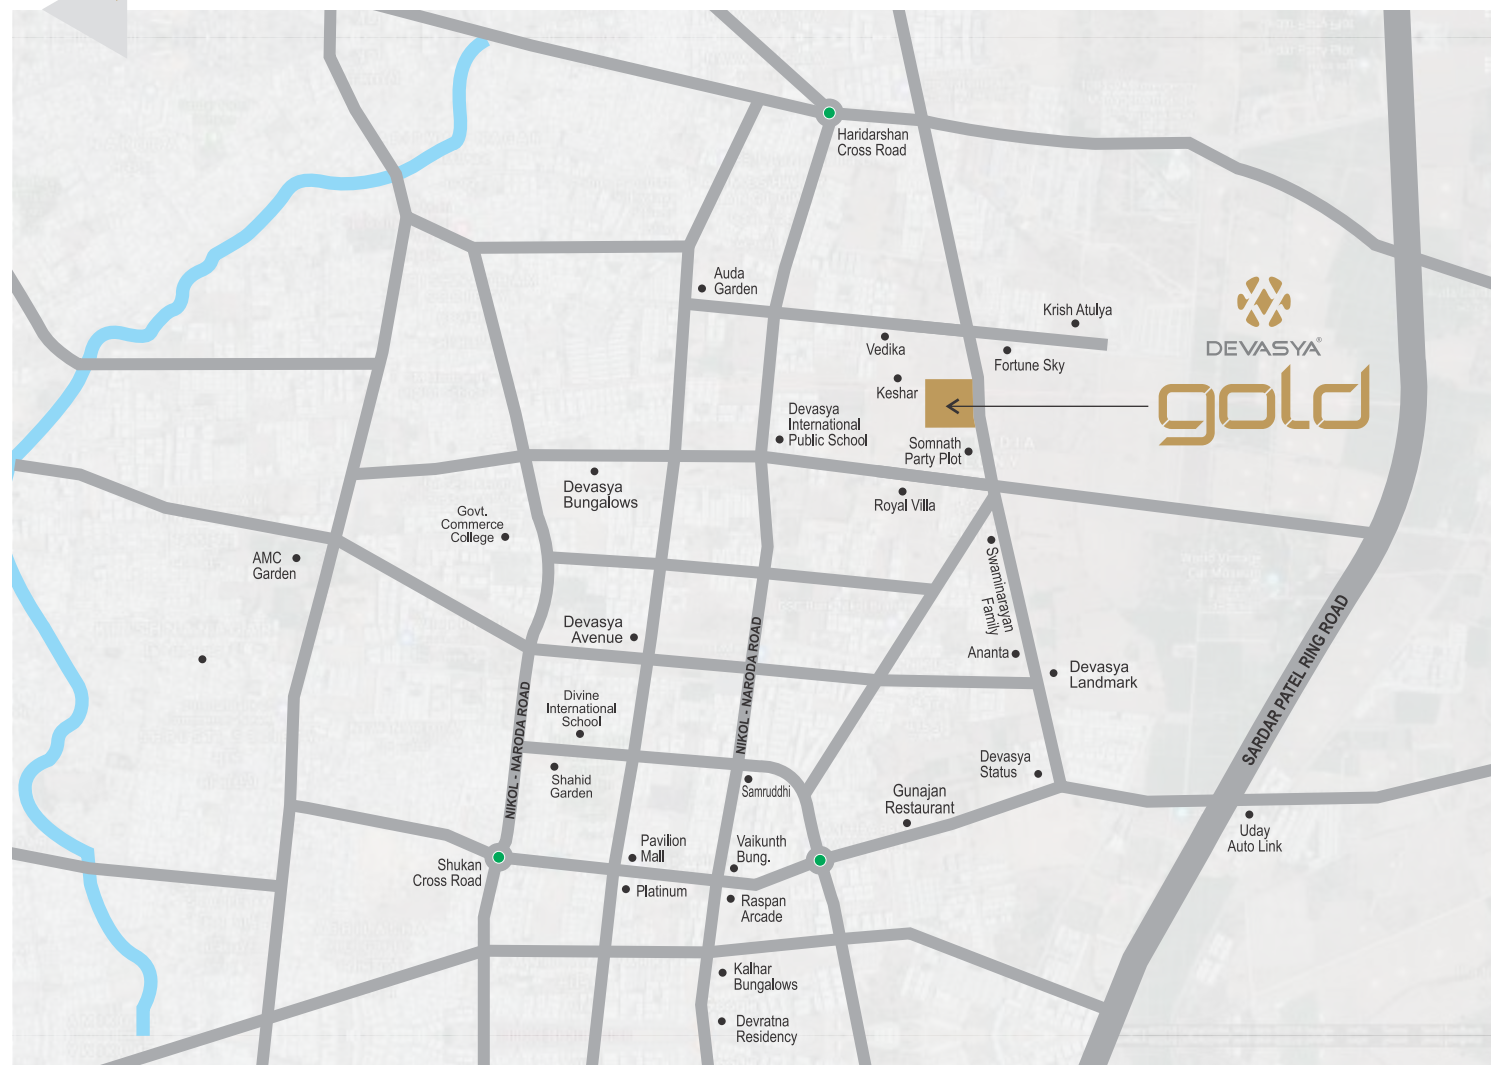 Haridarshan
Cross Road
Auda
Garden
Krish Atulya
Vedika
Fortune Sky
DEVASYA®
gold
Keshar
Devasya
International
Public School
Somnath
Party Plot
Devasya
Bungalows
Royal Villa
Govt.
Commerce
College
AMC
Garden
Swaminarayan
Family
Devasya
Avenue
NIKOL - NARODA ROAD
SARDAR PATEL RING ROAD
Ananta
Devasya
Landmark
Divine
International
School
NIKOL - NARODA ROAD
Shahid
Garden
Samruddhi
Devasya
Status
Gunajan
Restaurant
Uday
Auto Link
Pavilion
Mall
Vaikunth
Bung.
Shukan
Cross Road
Platinum
Raspan
Arcade
Kalhar
Bungalows
Devratna
Residency